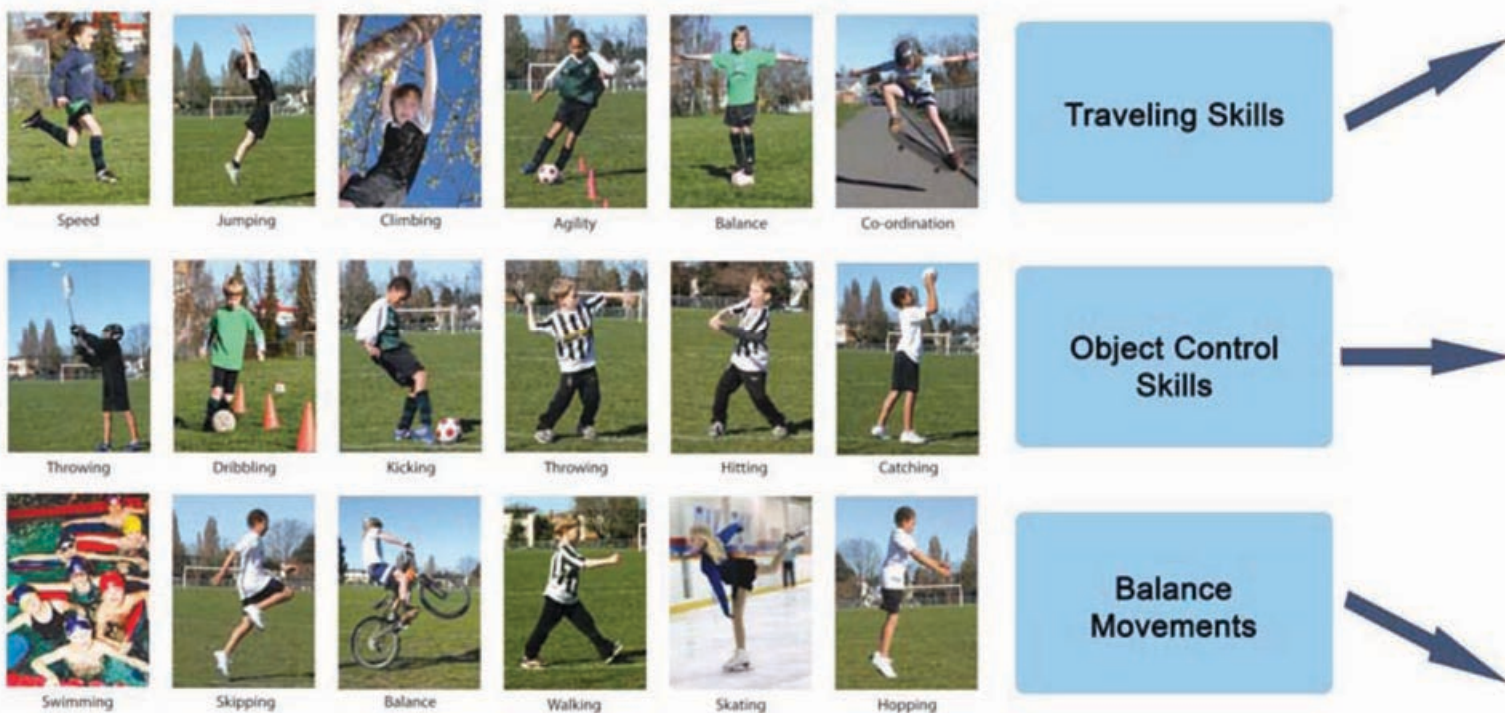 Speed Jumping Climbing Agility Balance Co-ordination
Traveling Skills
Throwing Dribbling Kicking Throwing Hitting Catching
Object Control
Skills
Swimming Skipping Balance Walking Skating Hopping
Balance
Movements